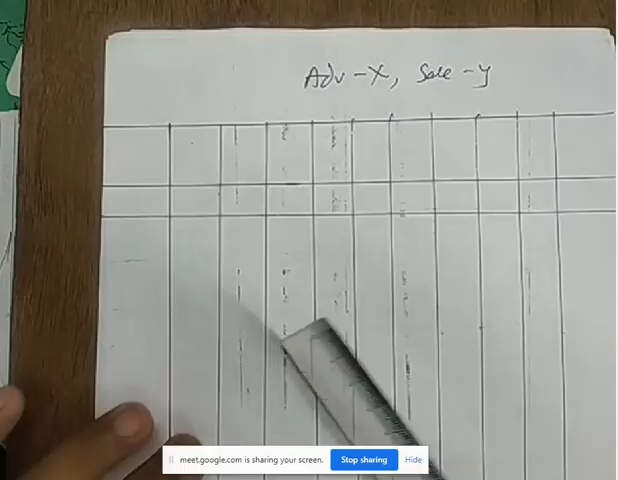 Adv - X, Sale - y
meet.google.com is sharing your screen. Stop sharing Hide